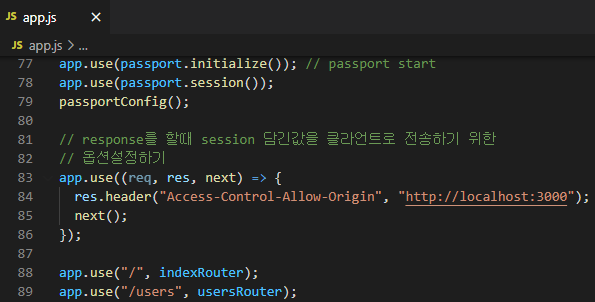 JS app.js ×
JS app.js > ...
77 app.use(passport.initialize()); // passport start
78 app.use(passport.session());
79 passportConfig();
80
81 // response를 할때 session 담긴값을 클라언트로 전송하기 위한
82 // 옵션설정하기
83 app.use((req, res, next) => {
84 res.header("Access-Control-Allow-Origin", "http://localhost:3000");
85 next();
86 });
87
88 app.use("/", indexRouter);
89 app.use("/users", usersRouter);